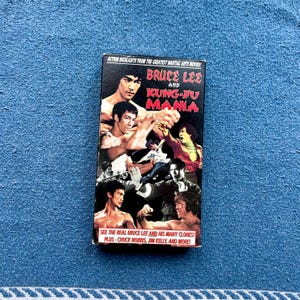 ACTION HIGHLIGHTS FROM THE GREATEST MARTIAL ARTS MOVIES!
BRUCE LEE
AND
KUNG-FU
MANIA
SEE THE REAL BRUCE LEE AND HIS MANY CLONES!
PLUS - CHUCK NORRIS, JIM KELLY, AND MORE!